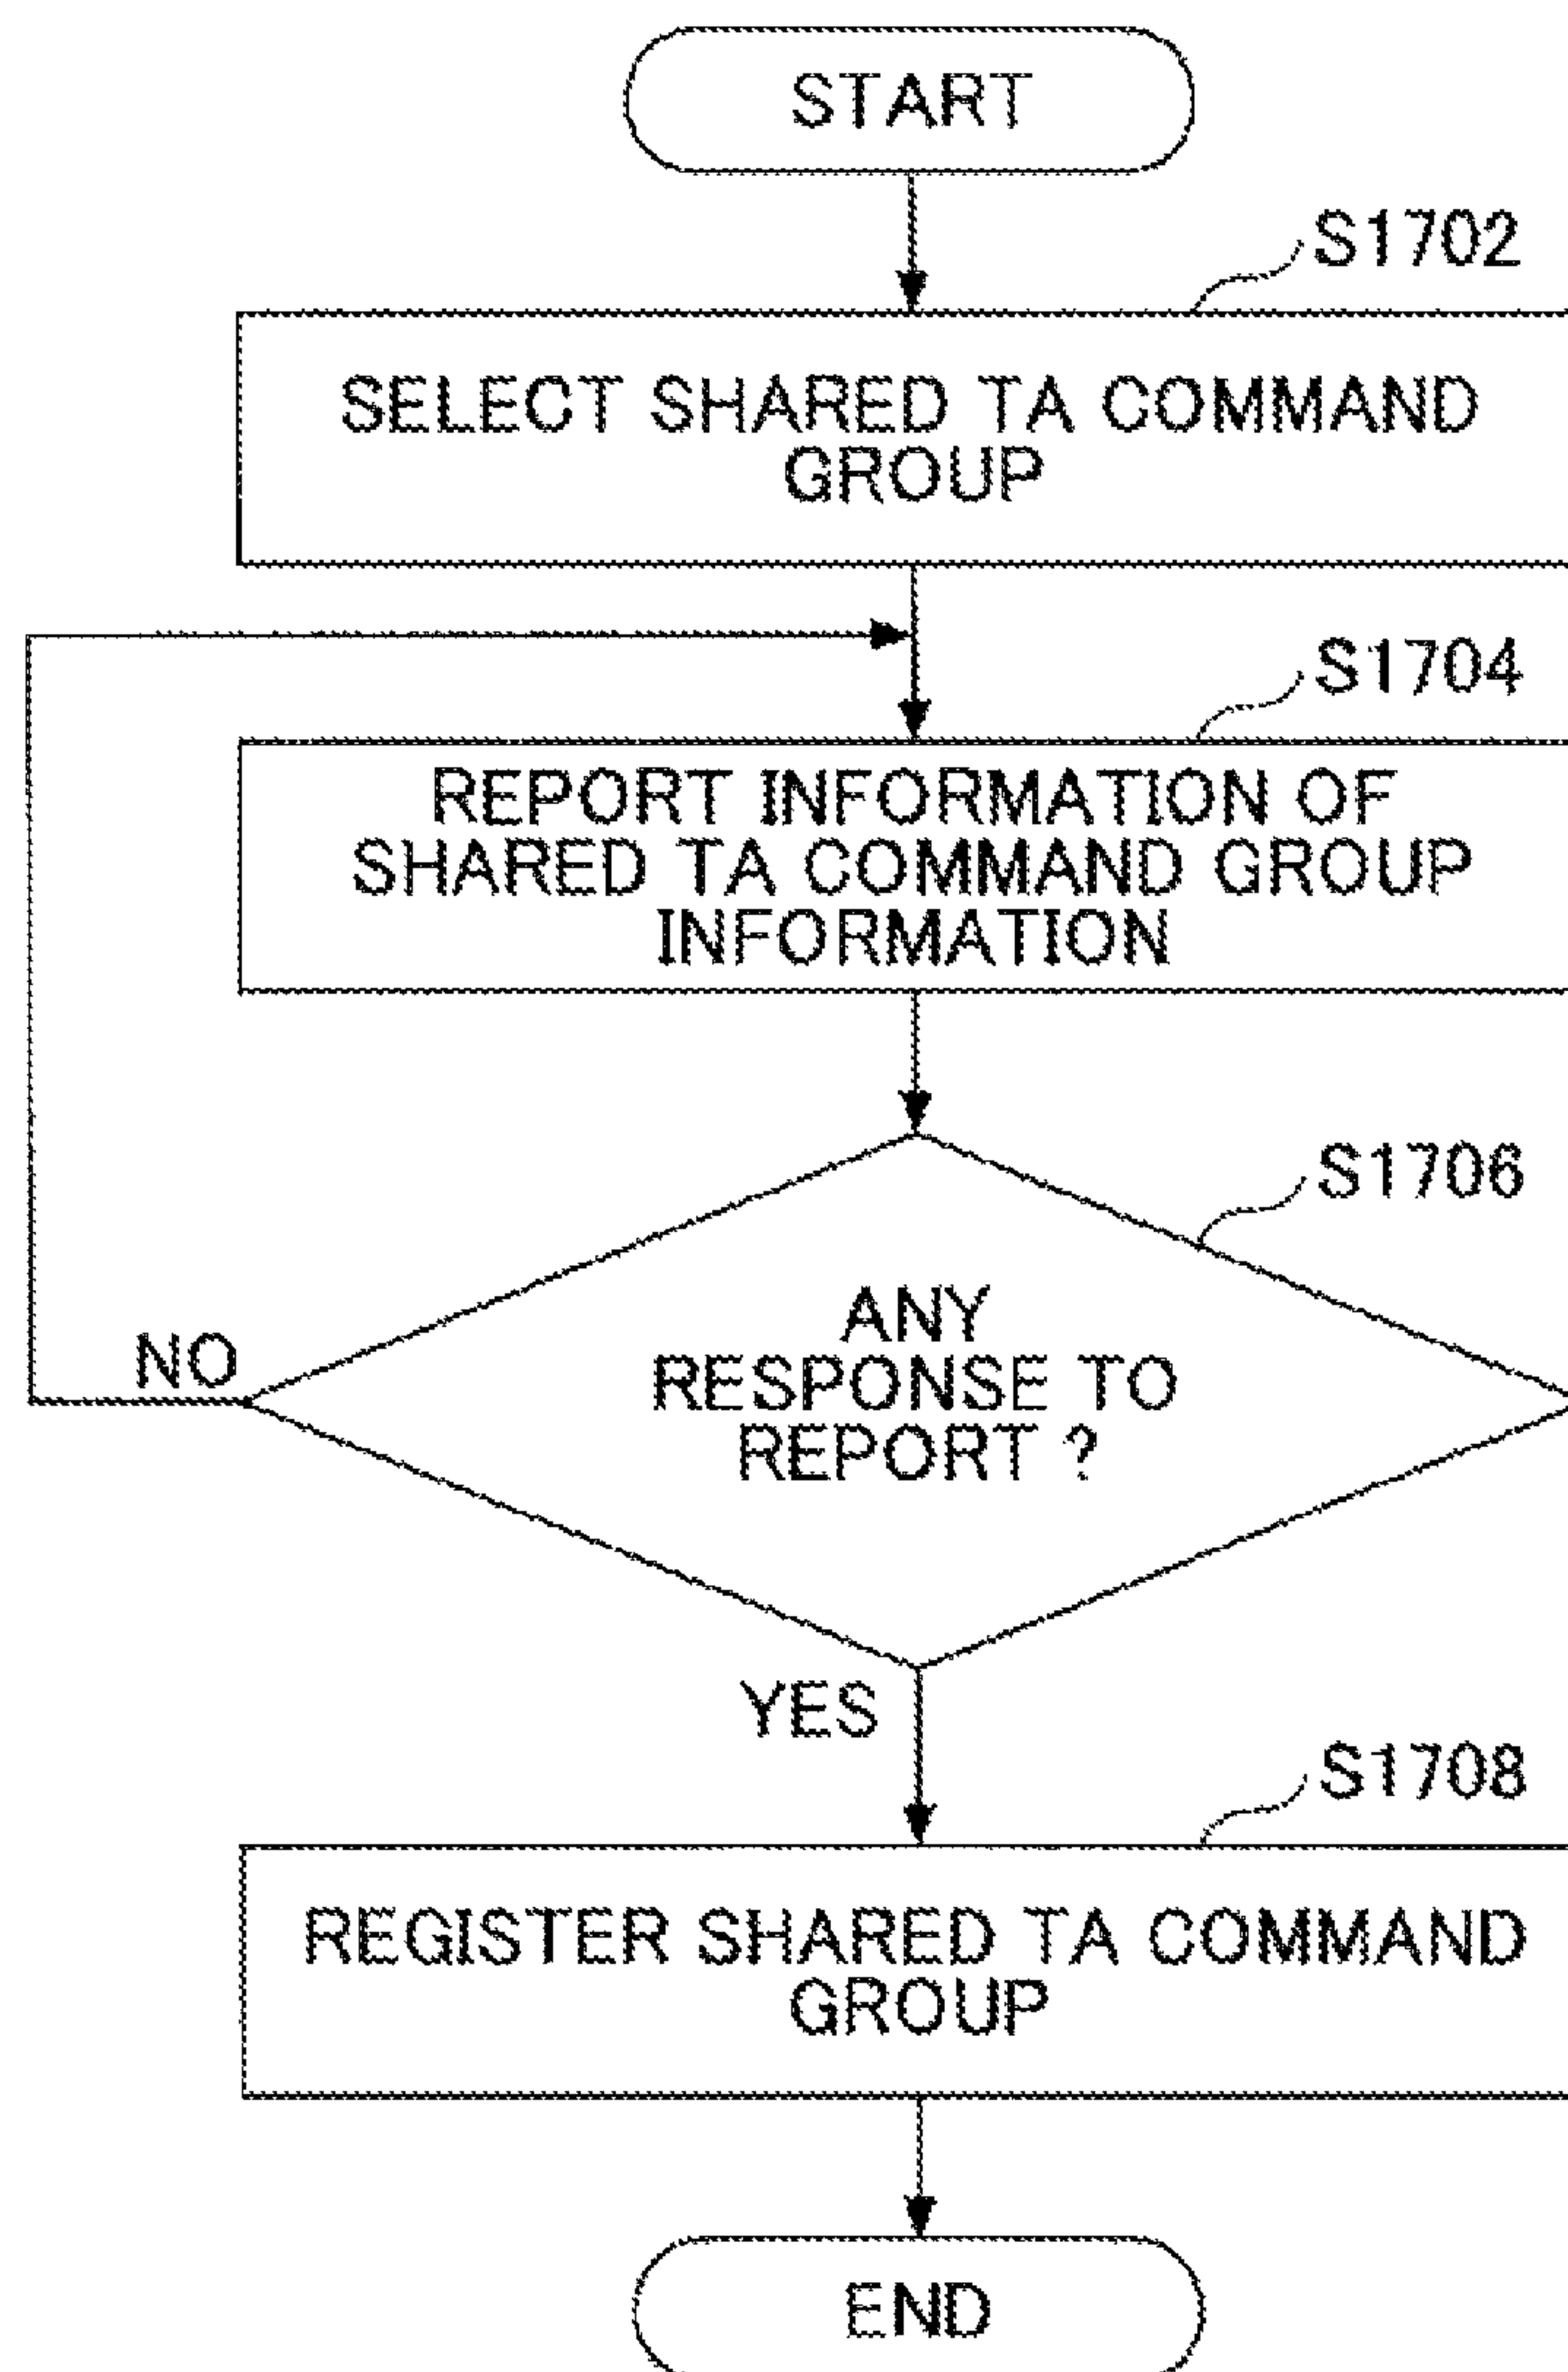 START
S1702
SELECT SHARED TA COMMAND
GROUP
S1704
REPORT INFORMATION OF
SHARED TA COMMAND GROUP
INFORMATION
S1706
ANY
RESPONSE TO
REPORT ?
NO
YES
S1708
REGISTER SHARED TA COMMAND
GROUP
END